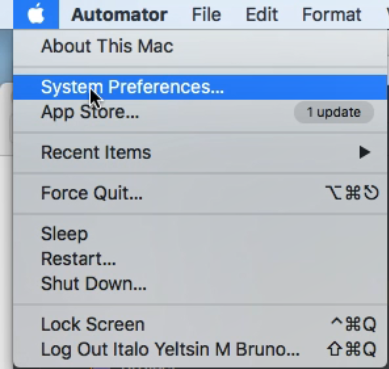 Automator File Edit Format
About This Mac
System Preferences...
App Store... 1 update
Recent Items
Force Quit... ⌥⌘⎋
Sleep
Restart...
Shut Down...
Lock Screen ^⌘Q
Log Out Italo Yeltsin M Bruno... ⇧⌘Q